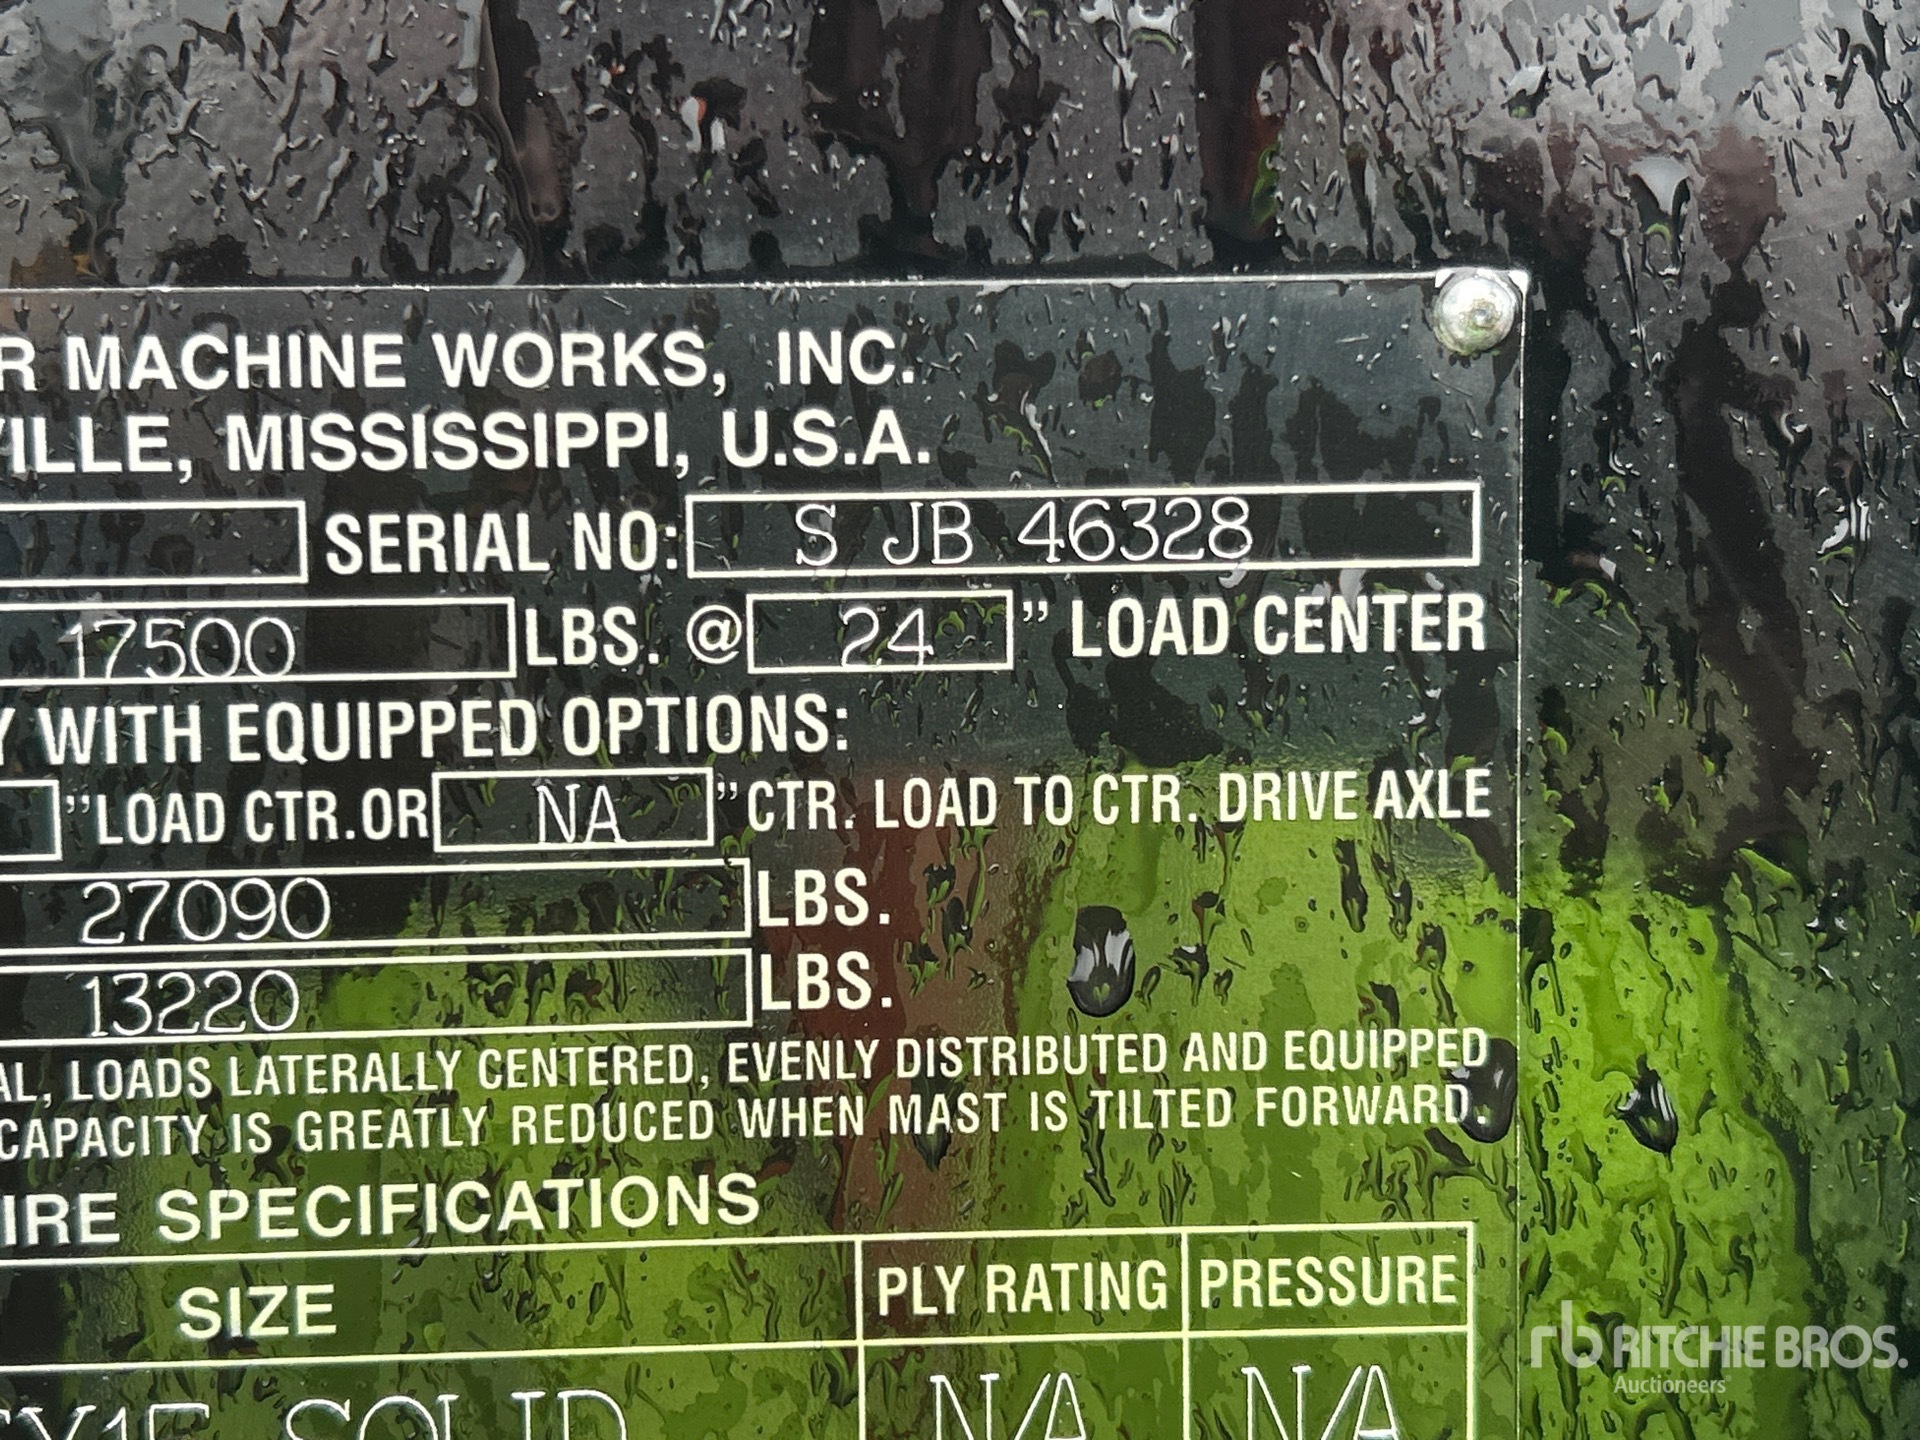 R MACHINE WORKS, INC.
VILLE, MISSISSIPPI, U.S.A.
SERIAL NO: S JB 46328
17500 LBS. @ 24 " LOAD CENTER
Y WITH EQUIPPED OPTIONS:
"LOAD CTR.OR NA "CTR. LOAD TO CTR. DRIVE AXLE
27090 LBS.
13220 LBS.
AL, LOADS LATERALLY CENTERED, EVENLY DISTRIBUTED AND EQUIPPED
CAPACITY IS GREATLY REDUCED WHEN MAST IS TILTED FORWARD.
IRE SPECIFICATIONS
SIZE PLY RATING PRESSURE
SOLID N/A N/A
rb RITCHIE BROS.
Auctioneers